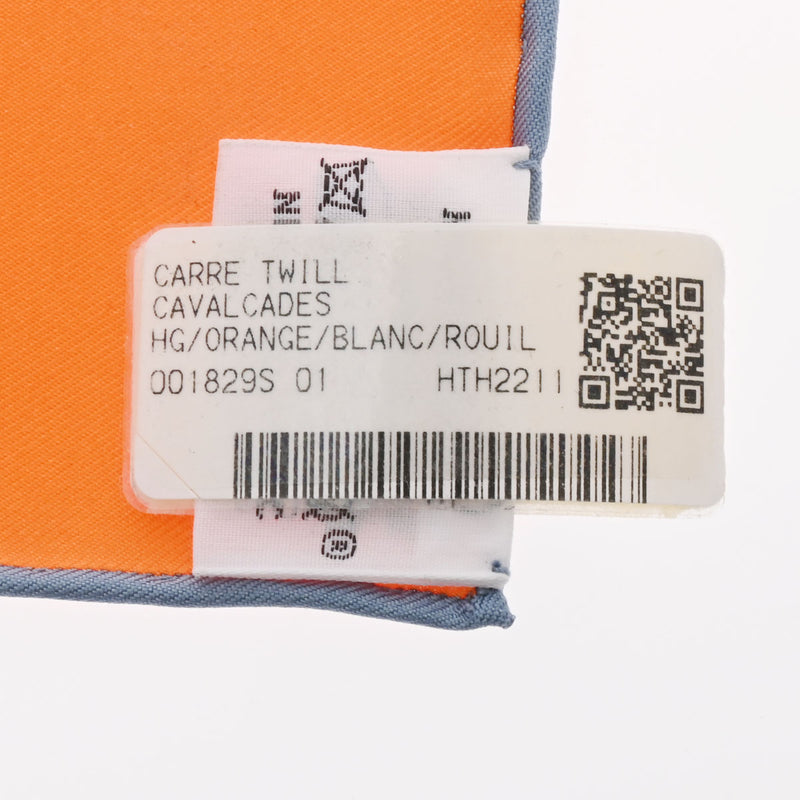 CARRE TWILL
CAVALCADES
HG/ORANGE/BLANC/ROUIL
001829S 01 HTH2211
®